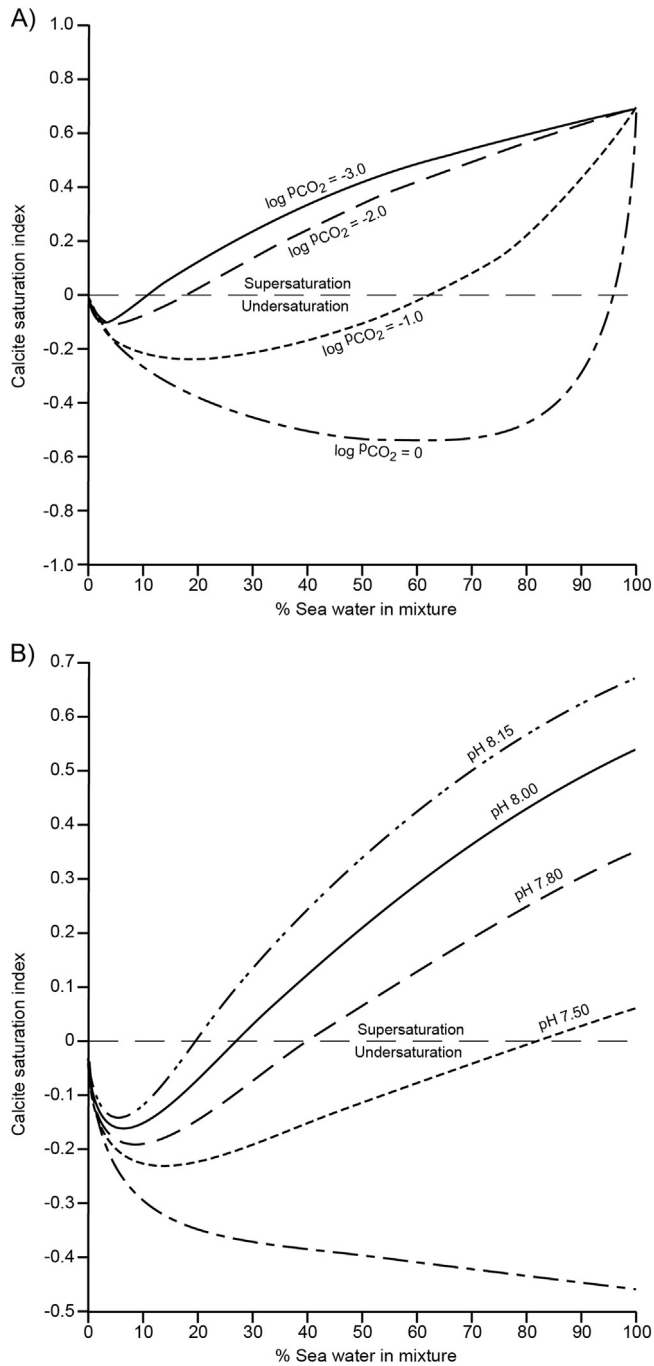 A)
1.0
0.8
0.6
0.4
0.2
0
-0.2
-0.4
-0.6
-0.8
-1.0
Calcite saturation index
log PCO2 = -3.0
log PCO2 = -2.0
Supersaturation
Undersaturation
log PCO2 = -1.0
log PCO2 = 0
0 10 20 30 40 50 60 70 80 90 100
% Sea water in mixture
B)
0.7
0.6
0.5
0.4
0.3
0.2
0.1
0
-0.1
-0.2
-0.3
-0.4
-0.5
Calcite saturation index
pH 8.15
pH 8.00
pH 7.80
Supersaturation
Undersaturation
pH 7.50
0 10 20 30 40 50 60 70 80 90 100
% Sea water in mixture